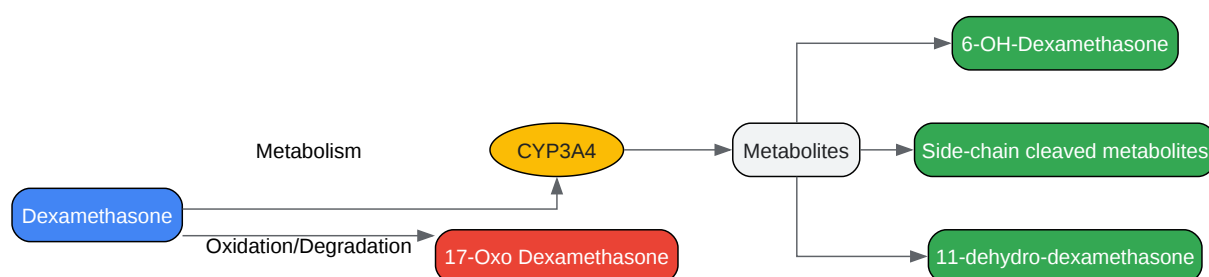 6-OH-Dexamethasone
Metabolism
CYP3A4
Metabolites
Side-chain cleaved metabolites
Dexamethasone
Oxidation/Degradation
17-Oxo Dexamethasone
11-dehydro-dexamethasone